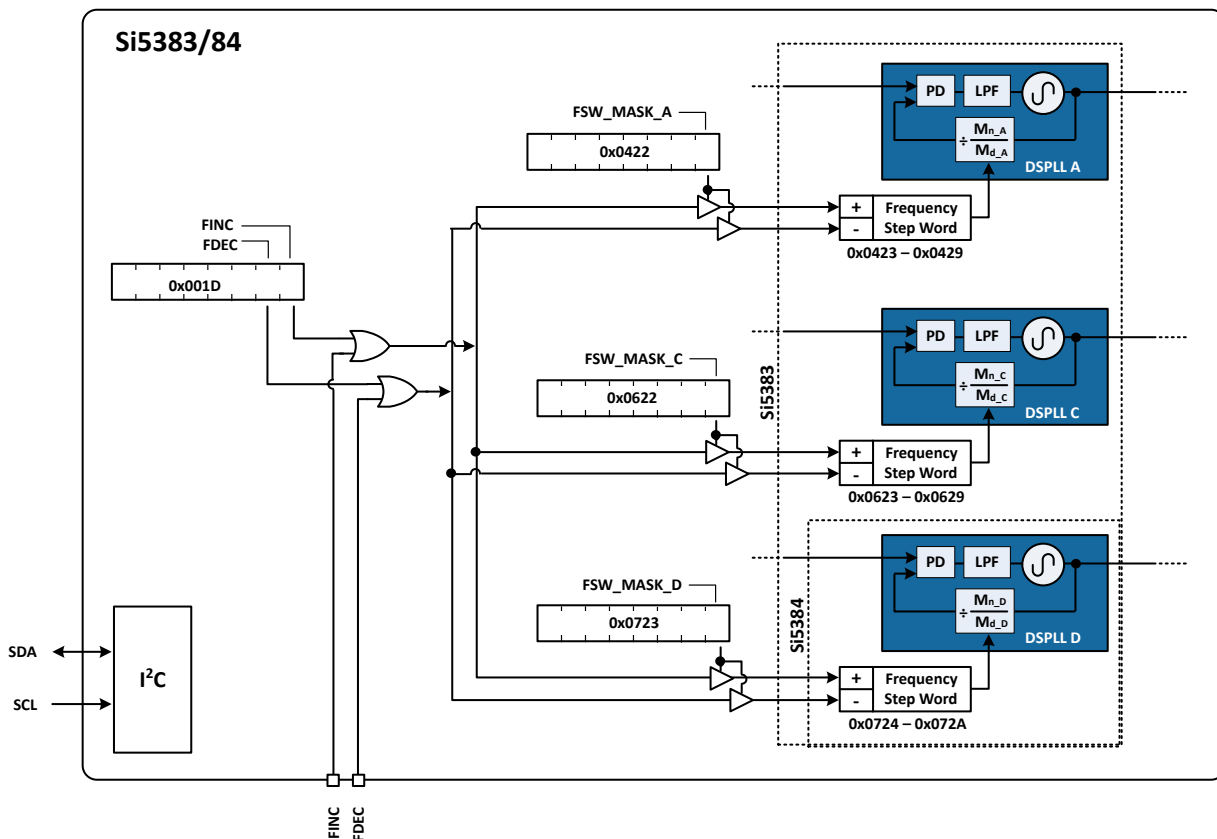 Si5383/84
PD
LPF
÷ Mn_A
Md_A
DSPLL A
FSW_MASK_A
0x0422
+
Frequency
-
Step Word
0x0423 – 0x0429
FINC
FDEC
0x001D
PD
LPF
÷ Mn_C
Md_C
DSPLL C
FSW_MASK_C
0x0622
Si5383
+
Frequency
-
Step Word
0x0623 – 0x0629
PD
LPF
÷ Mn_D
Md_D
DSPLL D
FSW_MASK_D
0x0723
Si5384
+
Frequency
-
Step Word
0x0724 – 0x072A
SDA
SCL
I²C
FINC
FDEC